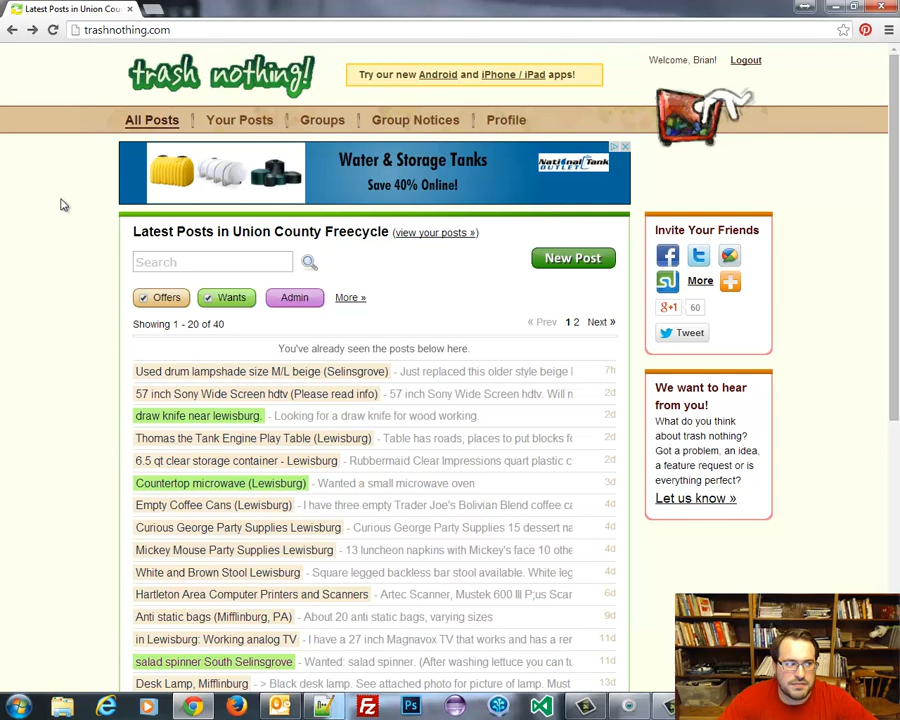 Latest Posts in Union Cou
trashnothing.com
trash nothing!
Try our new Android and iPhone / iPad apps!
Welcome, Brian! Logout
All Posts Your Posts Groups Group Notices Profile
Water & Storage Tanks
Save 40% Online!
NATIONAL TANK
OUTLET
Latest Posts in Union County Freecycle (view your posts »)
Search
New Post
Offers Wants Admin More »
Showing 1 - 20 of 40
« Prev 1 2 Next »
You've already seen the posts below here.
Used drum lampshade size M/L beige (Selinsgrove) - Just replaced this older style beige 7h
57 inch Sony Wide Screen hdtv (Please read info) - 57 inch Sony Wide Screen hdtv. Will 2d
draw knife near lewisburg. - Looking for a draw knife for wood working. 2d
Thomas the Tank Engine Play Table (Lewisburg) - Table has roads, places to put blocks 2d
6.5 qt clear storage container - Lewisburg - Rubbermaid Clear Impressions quart plastic 2d
Countertop microwave (Lewisburg) - Wanted a small microwave oven 3d
Empty Coffee Cans (Lewisburg) - I have three empty Trader Joe's Bolivian Blend coffee 4d
Curious George Party Supplies Lewisburg - Curious George Party Supplies 15 dessert 4d
Mickey Mouse Party Supplies Lewisburg - 13 luncheon napkins with Mickey's face 10 4d
White and Brown Stool Lewisburg - Square legged backless bar stool available. White 4d
Hartleton Area Computer Printers and Scanners - Artec Scanner, Mustek 600 III P;us Scan 6d
Anti static bags (Mifflinburg, PA) - About 20 anti static bags, varying sizes 9d
in Lewisburg: Working analog TV - I have a 27 inch Magnavox TV that works and has a 11d
salad spinner South Selinsgrove - Wanted: salad spinner. (After washing lettuce you can 11d
Desk Lamp, Mifflinburg - > Black desk lamp. See attached photo for picture of lamp. Must 13d
Invite Your Friends
More
g+1 60
Tweet
We want to hear
from you!
What do you think
about trash nothing?
Got a problem, an idea,
a feature request or is
everything perfect?
Let us know »